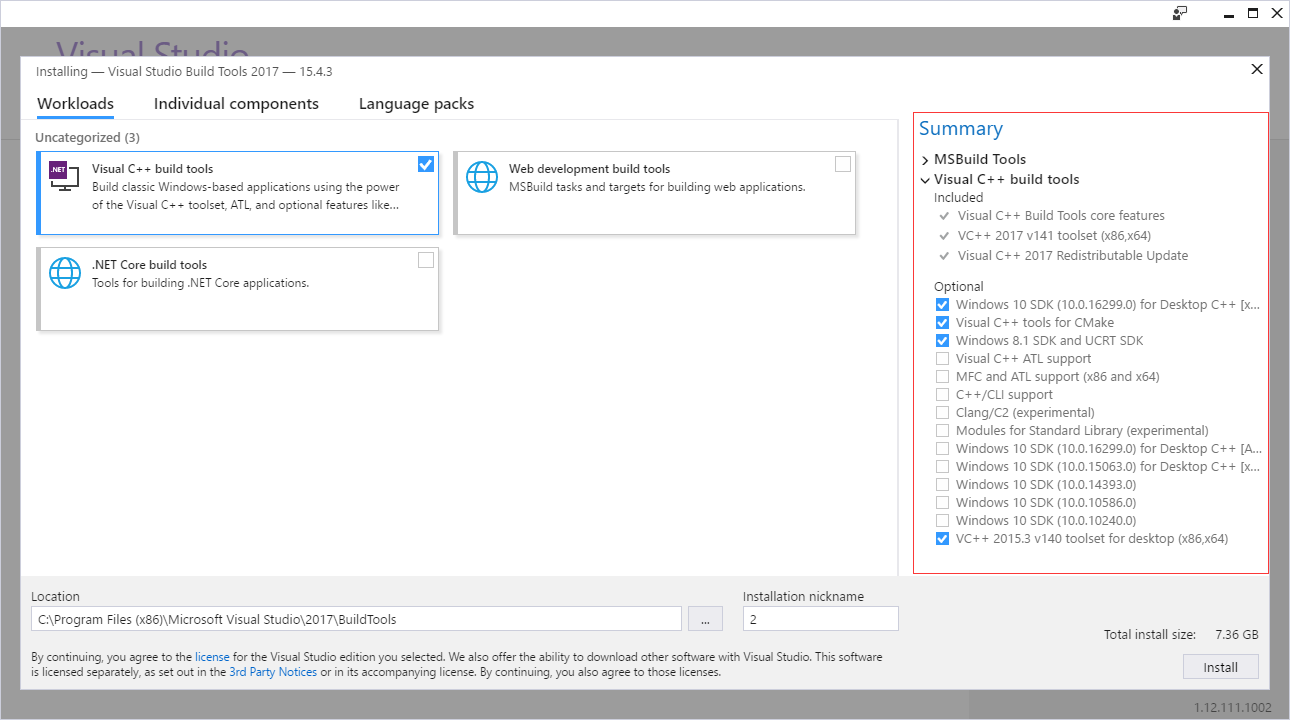 Visual Studio
Installing — Visual Studio Build Tools 2017 — 15.4.3
Workloads
Individual components
Language packs
Uncategorized (3)
.NET
Visual C++ build tools
Build classic Windows-based applications using the power
of the Visual C++ toolset, ATL, and optional features like...
Web development build tools
MSBuild tasks and targets for building web applications.
.NET Core build tools
Tools for building .NET Core applications.
Summary
MSBuild Tools
Visual C++ build tools
Included
Visual C++ Build Tools core features
VC++ 2017 v141 toolset (x86,x64)
Visual C++ 2017 Redistributable Update
Optional
Windows 10 SDK (10.0.16299.0) for Desktop C++ [x...
Visual C++ tools for CMake
Windows 8.1 SDK and UCRT SDK
Visual C++ ATL support
MFC and ATL support (x86 and x64)
C++/CLI support
Clang/C2 (experimental)
Modules for Standard Library (experimental)
Windows 10 SDK (10.0.16299.0) for Desktop C++ [A...
Windows 10 SDK (10.0.15063.0) for Desktop C++ [x...
Windows 10 SDK (10.0.14393.0)
Windows 10 SDK (10.0.10586.0)
Windows 10 SDK (10.0.10240.0)
VC++ 2015.3 v140 toolset for desktop (x86,x64)
Location
C:\Program Files (x86)\Microsoft Visual Studio\2017\BuildTools
...
Installation nickname
2
By continuing, you agree to the license for the Visual Studio edition you selected. We also offer the ability to download other software with Visual Studio. This software
is licensed separately, as set out in the 3rd Party Notices or in its accompanying license. By continuing, you also agree to those licenses.
Total install size: 7.36 GB
Install
1.12.111.1002